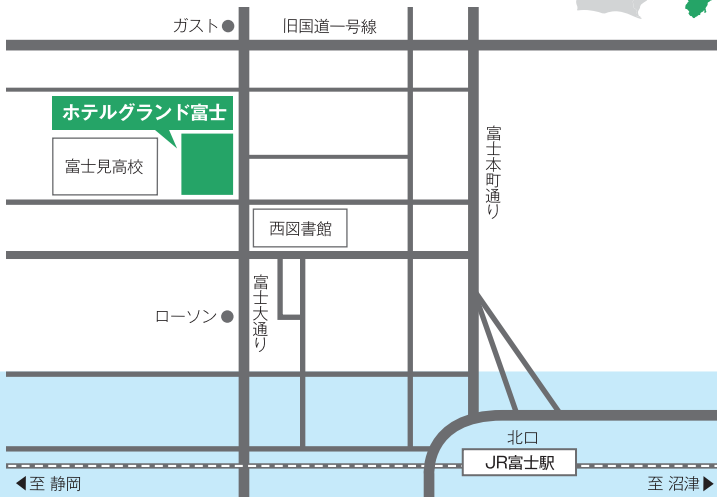 ガスト
旧国道一号線
ホテルグランド富士
富士見高校
富士本町通り
西図書館
富士大通り
ローソン
北口
JR富士駅
至 静岡
至 沼津